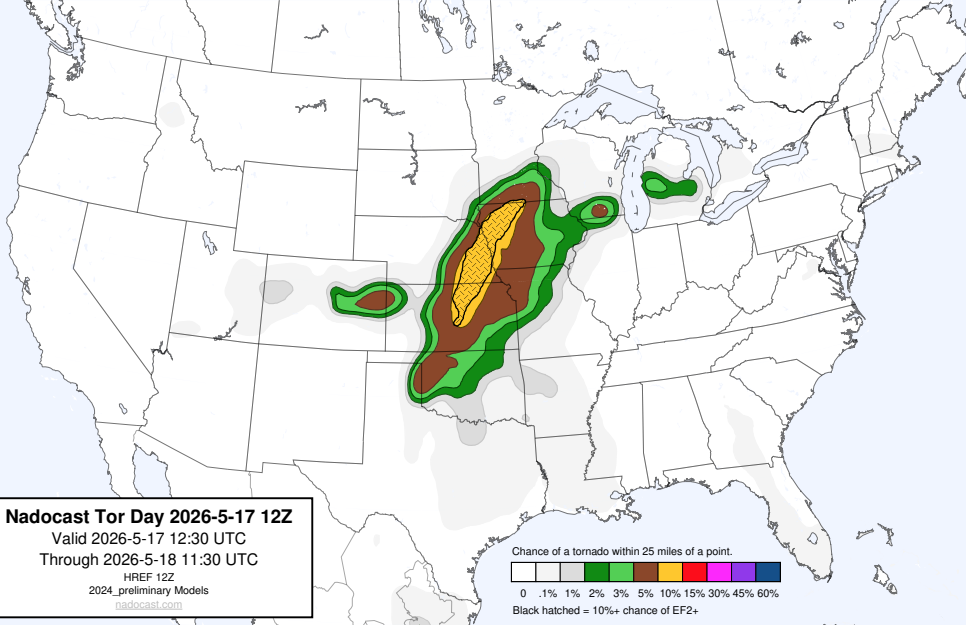 Nadocast Tor Day 2026-5-17 12Z
Valid 2026-5-17 12:30 UTC
Through 2026-5-18 11:30 UTC
HREF 12Z
2024_preliminary Models
nadocast.com
Chance of a tornado within 25 miles of a point.
0 .1% 1% 2% 3% 5% 10% 15% 30% 45% 60%
Black hatched = 10%+ chance of EF2+